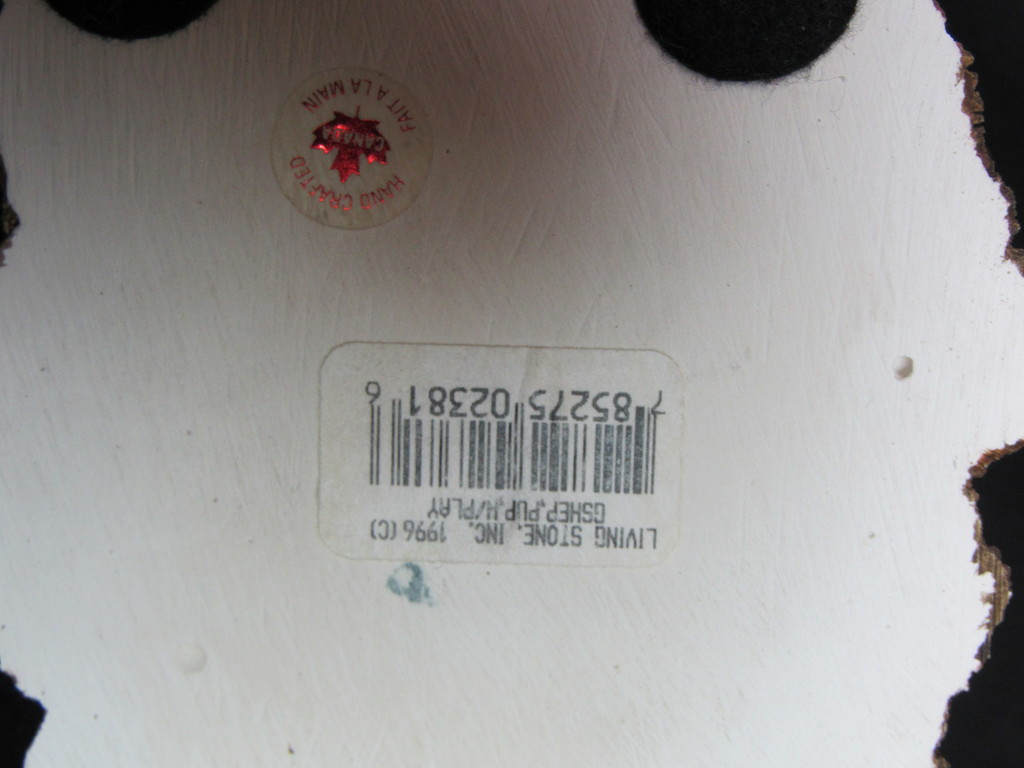 LIVING STONE, INC. 1996 (C)
GSHEP.PUP,H/PLAY
7 85275 02381 6
HAND CRAFTED
CANADA
FAIT A LA MAIN